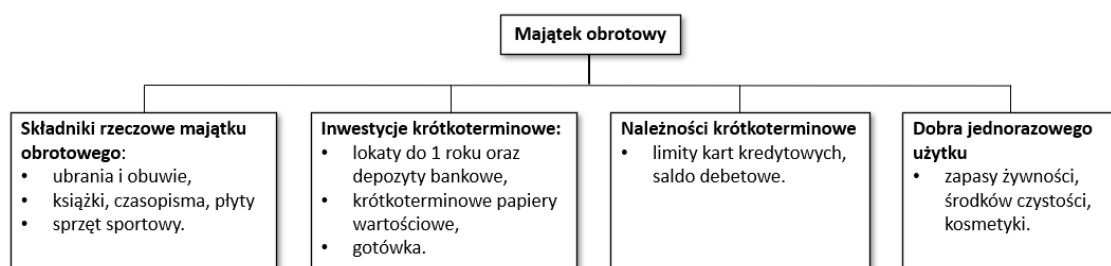 Majątek obrotowy
Składniki rzeczowe majątku
obrotowego:
• ubrania i obuwie,
• książki, czasopisma, płyty
• sprzęt sportowy.
Inwestycje krótkoterminowe:
• lokaty do 1 roku oraz
depozyty bankowe,
• krótkoterminowe papiery
wartościowe,
• gotówka.
Należności krótkoterminowe
• limity kart kredytowych,
saldo debetowe.
Dobra jednorazowego
użytku
• zapasy żywności,
środków czystości,
kosmetyki.